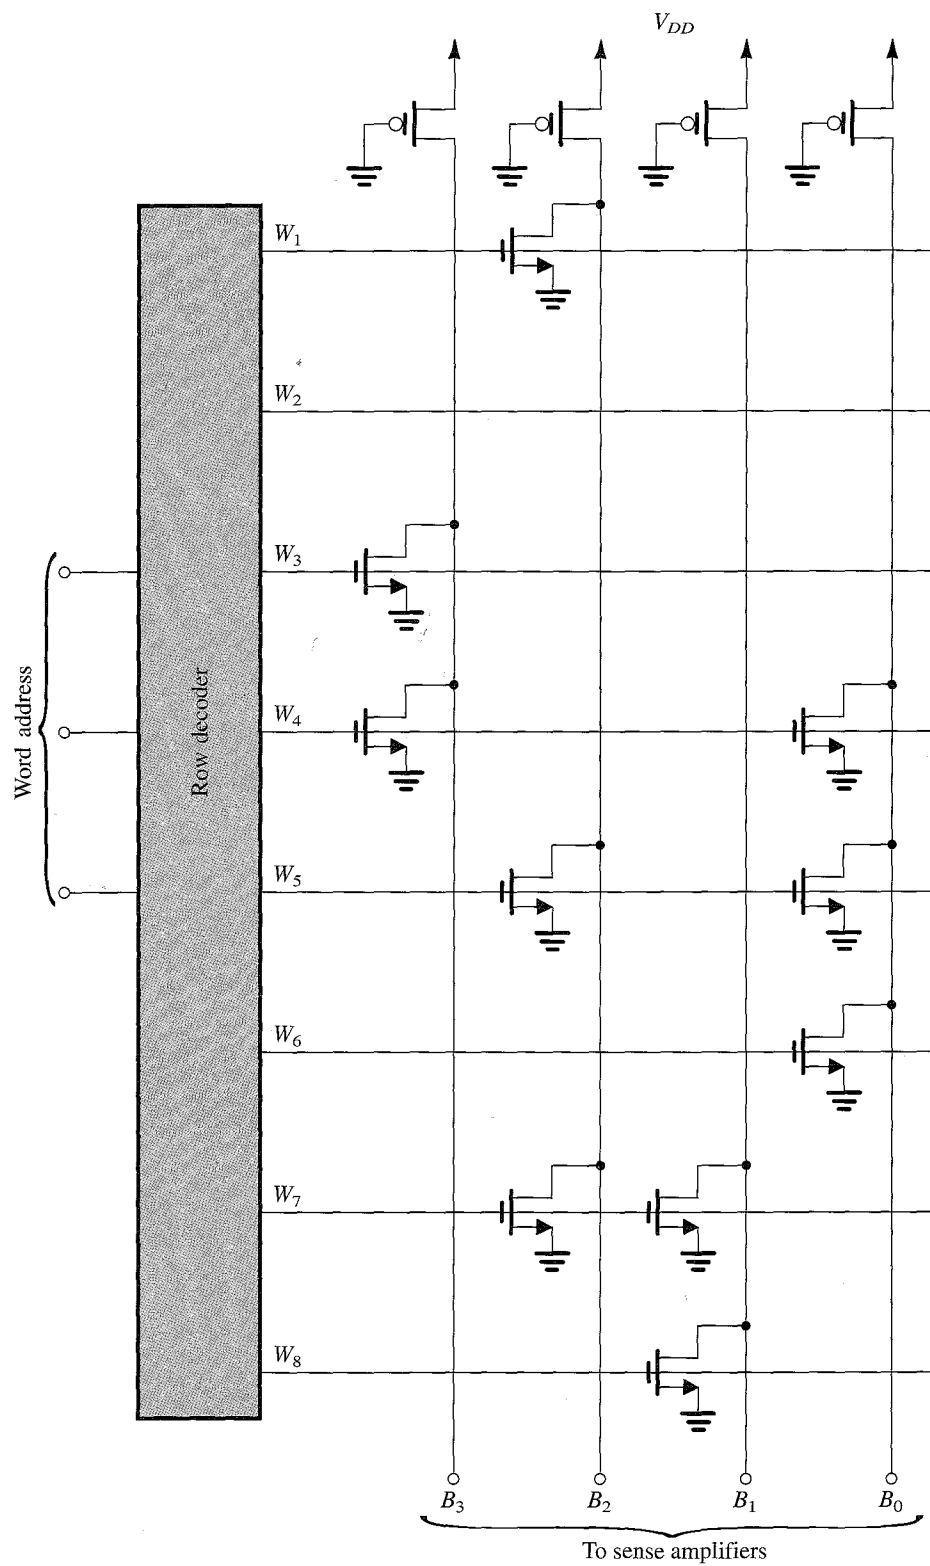 V_DD
W_1
W_2
W_3
W_4
W_5
W_6
W_7
W_8
Word address
Row decoder
B_3
B_2
B_1
B_0
To sense amplifiers